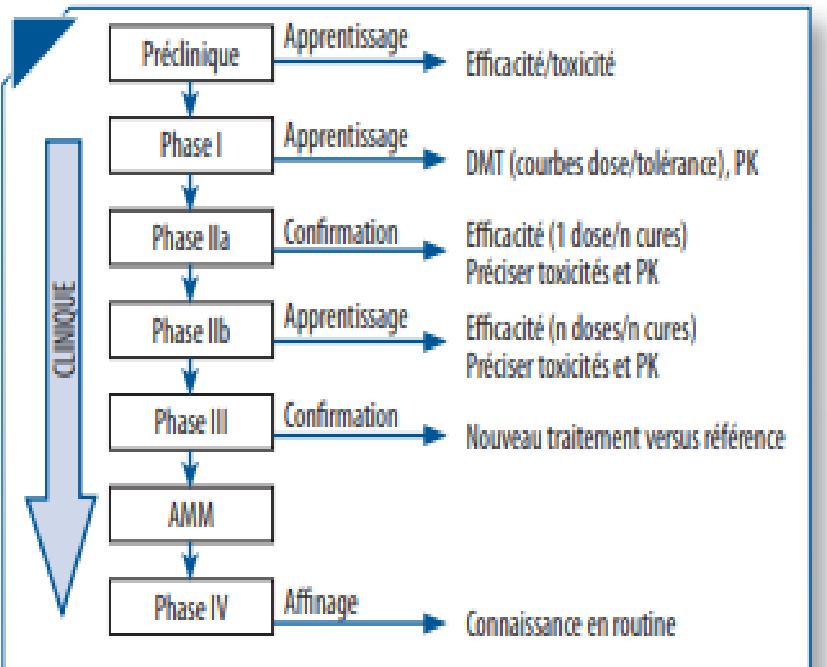 Préclinique
Apprentissage
Efficacité/toxicité
Phase I
Apprentissage
DMT (courbes dose/tolérance), PK
Phase IIa
Confirmation
Efficacité (1 dose/n cures)
Préciser toxicités et PK
Phase IIb
Apprentissage
Efficacité (n doses/n cures)
Préciser toxicités et PK
Phase III
Confirmation
Nouveau traitement versus référence
AMM
Phase IV
Affinage
Connaissance en routine
CLINIQUE